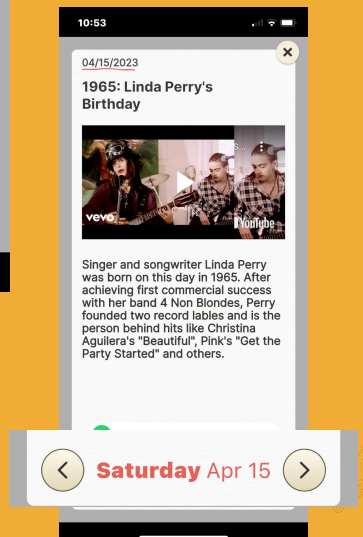 10:53
04/15/2023
1965: Linda Perry's
Birthday
vevo
YouTube
Singer and songwriter Linda Perry
was born on this day in 1965. After
achieving first commercial success
with her band 4 Non Blondes, Perry
founded two record lables and is the
person behind hits like Christina
Aguilera's "Beautiful", Pink's "Get the
Party Started" and others.
Saturday Apr 15